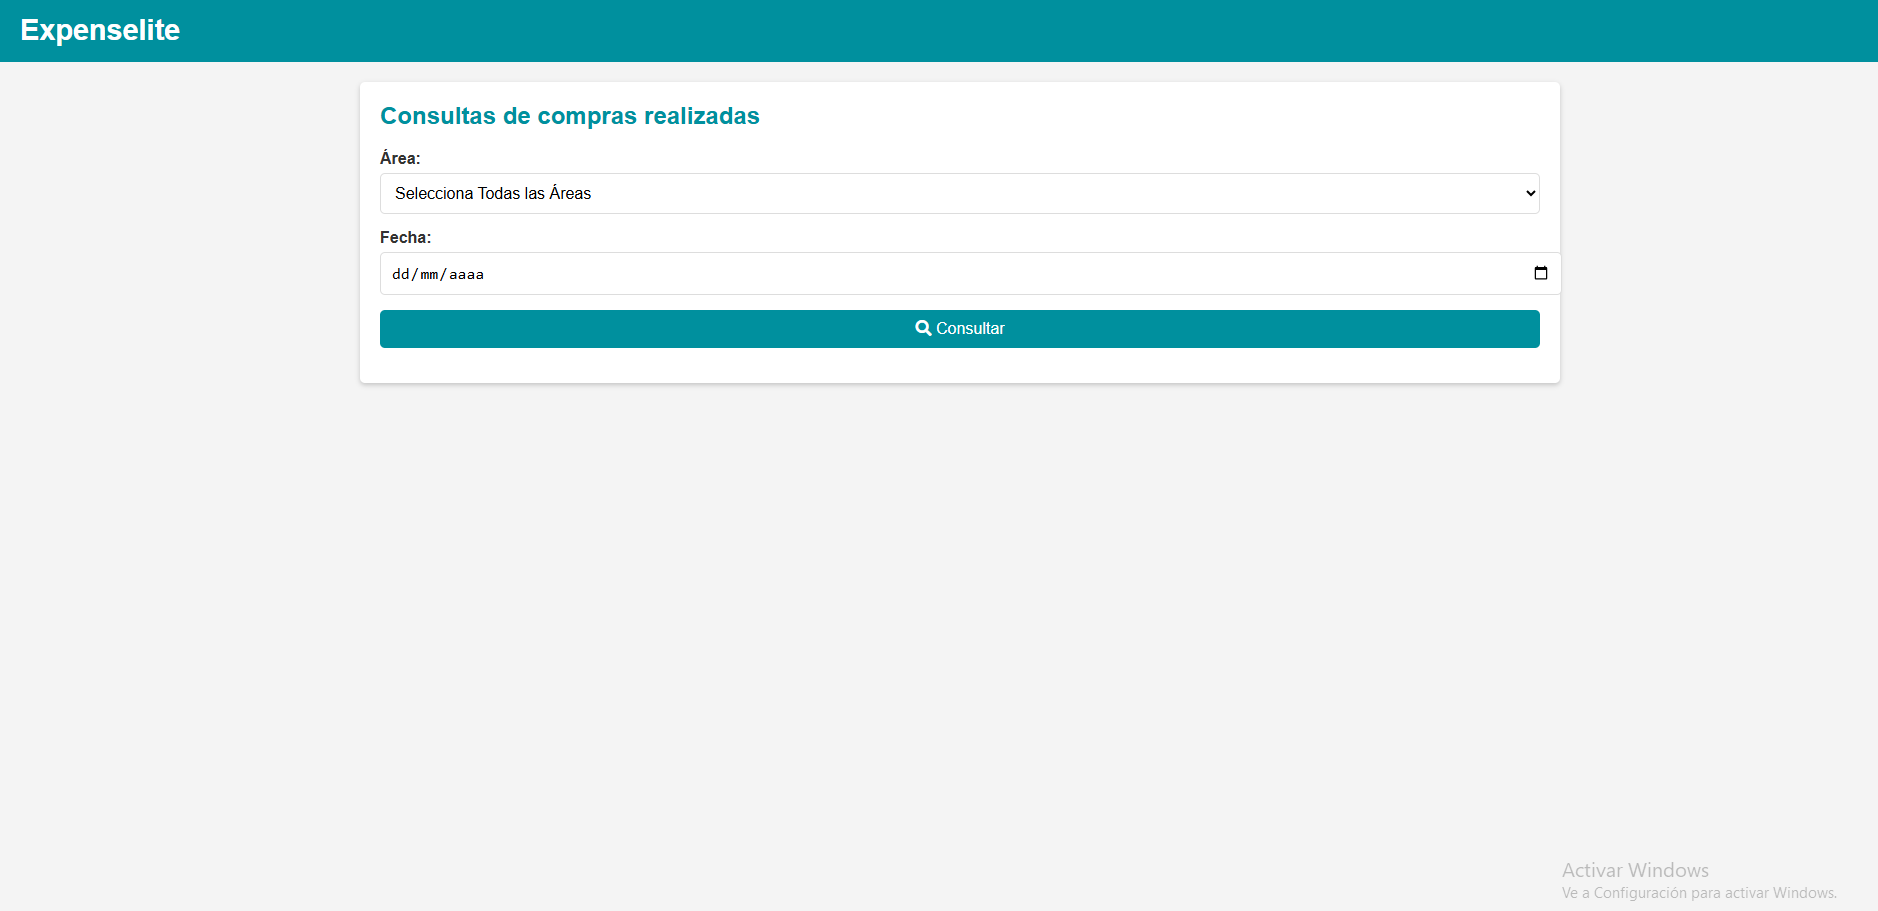 Expenselite
Consultas de compras realizadas
Área:
Selecciona Todas las Áreas
Fecha:
dd/mm/aaaa
Consultar
Activar Windows
Ve a Configuración para activar Windows.